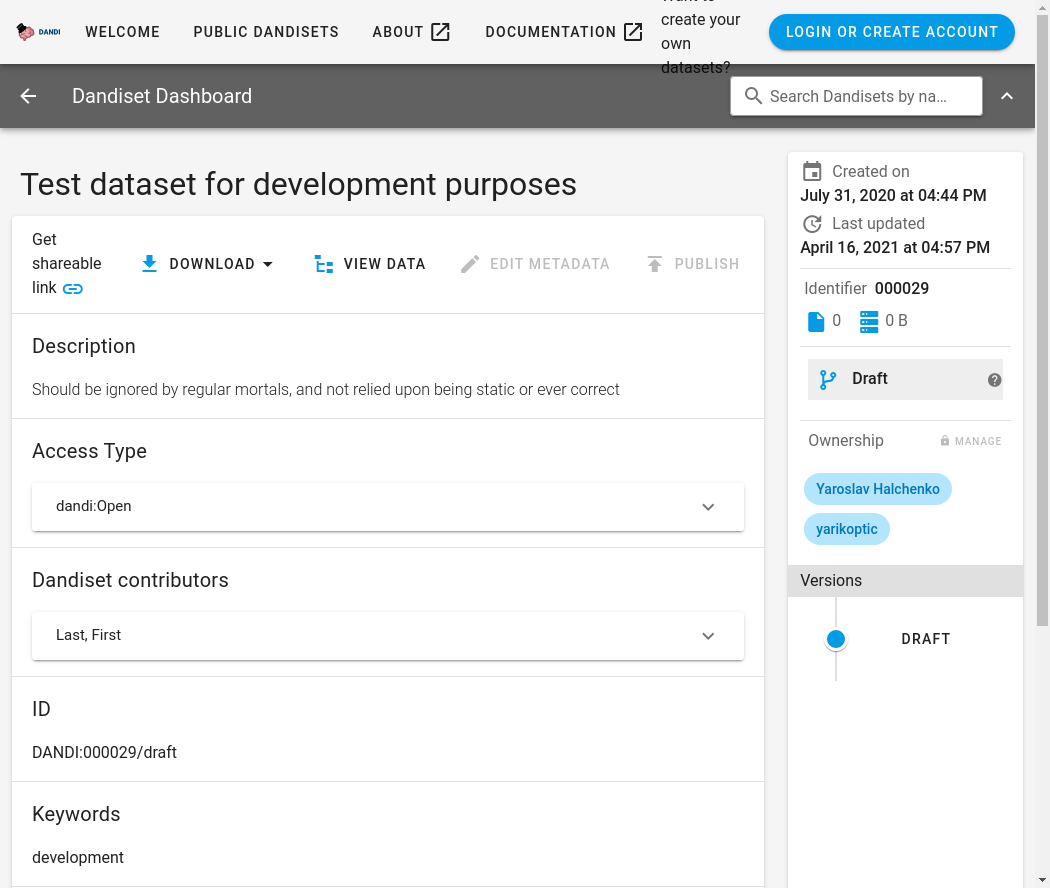 DANDI
WELCOME
PUBLIC DANDISETS
ABOUT
DOCUMENTATION
create your
own
datasets?
LOGIN OR CREATE ACCOUNT
Dandiset Dashboard
Search Dandisets by na…
Test dataset for development purposes
Get
shareable
link
DOWNLOAD
VIEW DATA
EDIT METADATA
PUBLISH
Description
Should be ignored by regular mortals, and not relied upon being static or ever correct
Access Type
dandi:Open
Dandiset contributors
Last, First
ID
DANDI:000029/draft
Keywords
development
Created on
July 31, 2020 at 04:44 PM
Last updated
April 16, 2021 at 04:57 PM
Identifier 000029
0
0 B
Draft
Ownership
MANAGE
Yaroslav Halchenko
yarikoptic
Versions
DRAFT